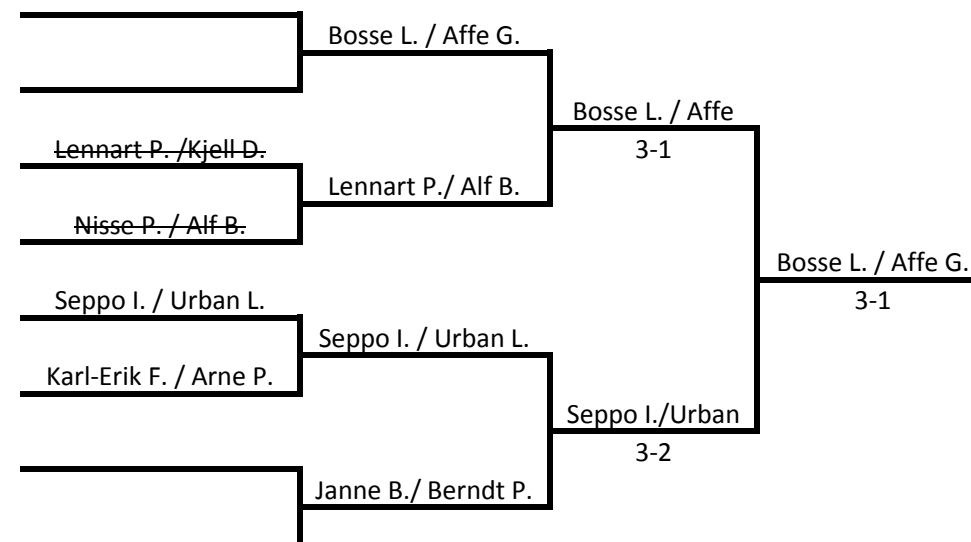 Bosse L. / Affe G.
Bosse L. / Affe
3-1
Lennart P. /Kjell D.
Lennart P./ Alf B.
Nisse P. / Alf B.
Bosse L. / Affe G.
3-1
Seppo I. / Urban L.
Seppo I. / Urban L.
Karl-Erik F. / Arne P.
Seppo I./Urban
3-2
Janne B./ Berndt P.